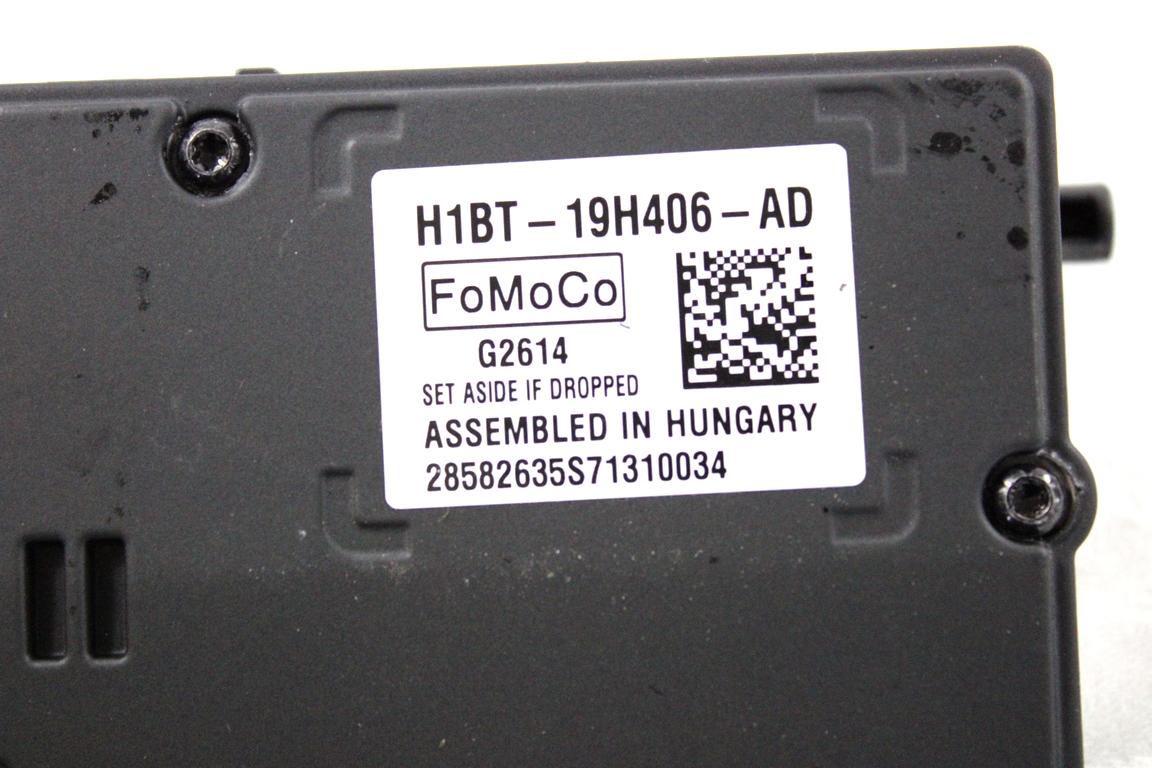 H1BT – 19H406 – AD
FoMoCo
G2614
SET ASIDE IF DROPPED
ASSEMBLED IN HUNGARY
28582635S71310034